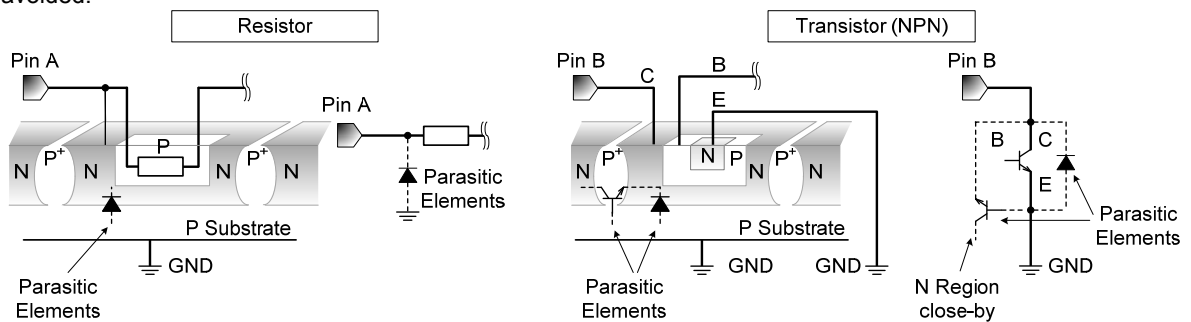 avoided.
Resistor
Transistor (NPN)
Pin A
Pin A
N
P+
N
P
N
P+
N
Parasitic
Elements
P Substrate
GND
Parasitic
Elements
Pin B
C
B
E
N
P+
N
N
P
N
P+
N
P Substrate
GND
GND
Parasitic
Elements
Pin B
B
C
E
Parasitic
Elements
GND
N Region
close-by